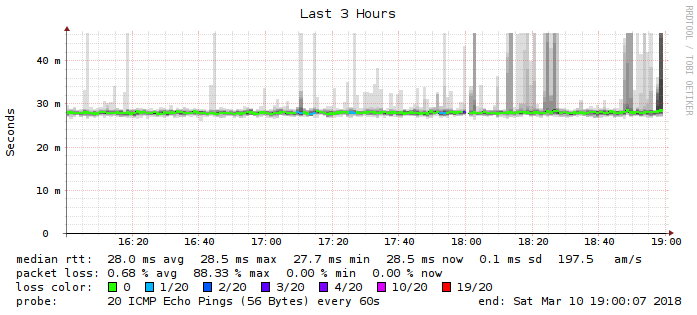 Last 3 Hours
RRDTOOL / TOBI OETIKER
Seconds
40 m
30 m
20 m
10 m
0
16:20 16:40 17:00 17:20 17:40 18:00 18:20 18:40 19:00
median rtt: 28.0 ms avg 28.5 ms max 27.7 ms min 28.5 ms now 0.1 ms sd 197.5 am/s
packet loss: 0.68 % avg 88.33 % max 0.00 % min 0.00 % now
loss color: 0 1/20 2/20 3/20 4/20 10/20 19/20
probe: 20 ICMP Echo Pings (56 Bytes) every 60s end: Sat Mar 10 19:00:07 2018